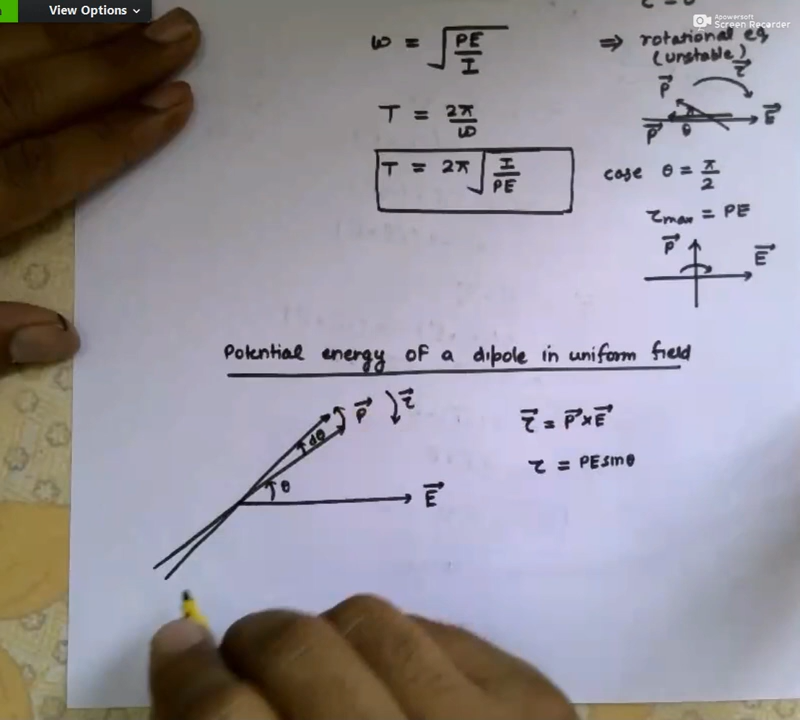 View Options
Apowersoft
Screen Recorder
ω = √(PE/I)
⇒ rotational eq
(unstable)
P⃗ τ⃗
E⃗
P⃗ θ
T = 2π/ω
T = 2π √(I/PE)
case θ = π/2
τmax = PE
P⃗ E⃗
Potential energy of a dipole in uniform field
P⃗ τ⃗
dθ
θ
E⃗
τ⃗ = P⃗ × E⃗
τ = PE sinθ